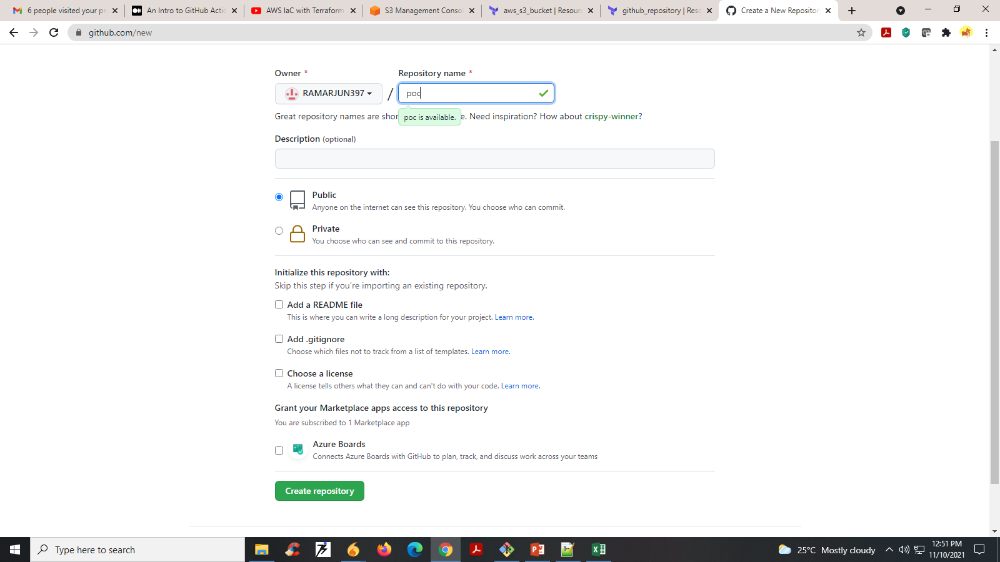 6 people visited your pr
An Intro to GitHub Actio
AWS IaC with Terraform
S3 Management Consol
aws_s3_bucket | Resourc
github_repository | Reso
Create a New Repositor
github.com/new
Owner *
Repository name *
RAMARJUN397
/
poc
Great repository names are shor
poc is available.
e. Need inspiration? How about crispy-winner?
Description (optional)
Public
Anyone on the internet can see this repository. You choose who can commit.
Private
You choose who can see and commit to this repository.
Initialize this repository with:
Skip this step if you're importing an existing repository.
Add a README file
This is where you can write a long description for your project. Learn more.
Add .gitignore
Choose which files not to track from a list of templates. Learn more.
Choose a license
A license tells others what they can and can't do with your code. Learn more.
Grant your Marketplace apps access to this repository
You are subscribed to 1 Marketplace app
Azure Boards
Connects Azure Boards with GitHub to plan, track, and discuss work across your teams
Create repository
Type here to search
25°C Mostly cloudy
12:51 PM
11/10/2021